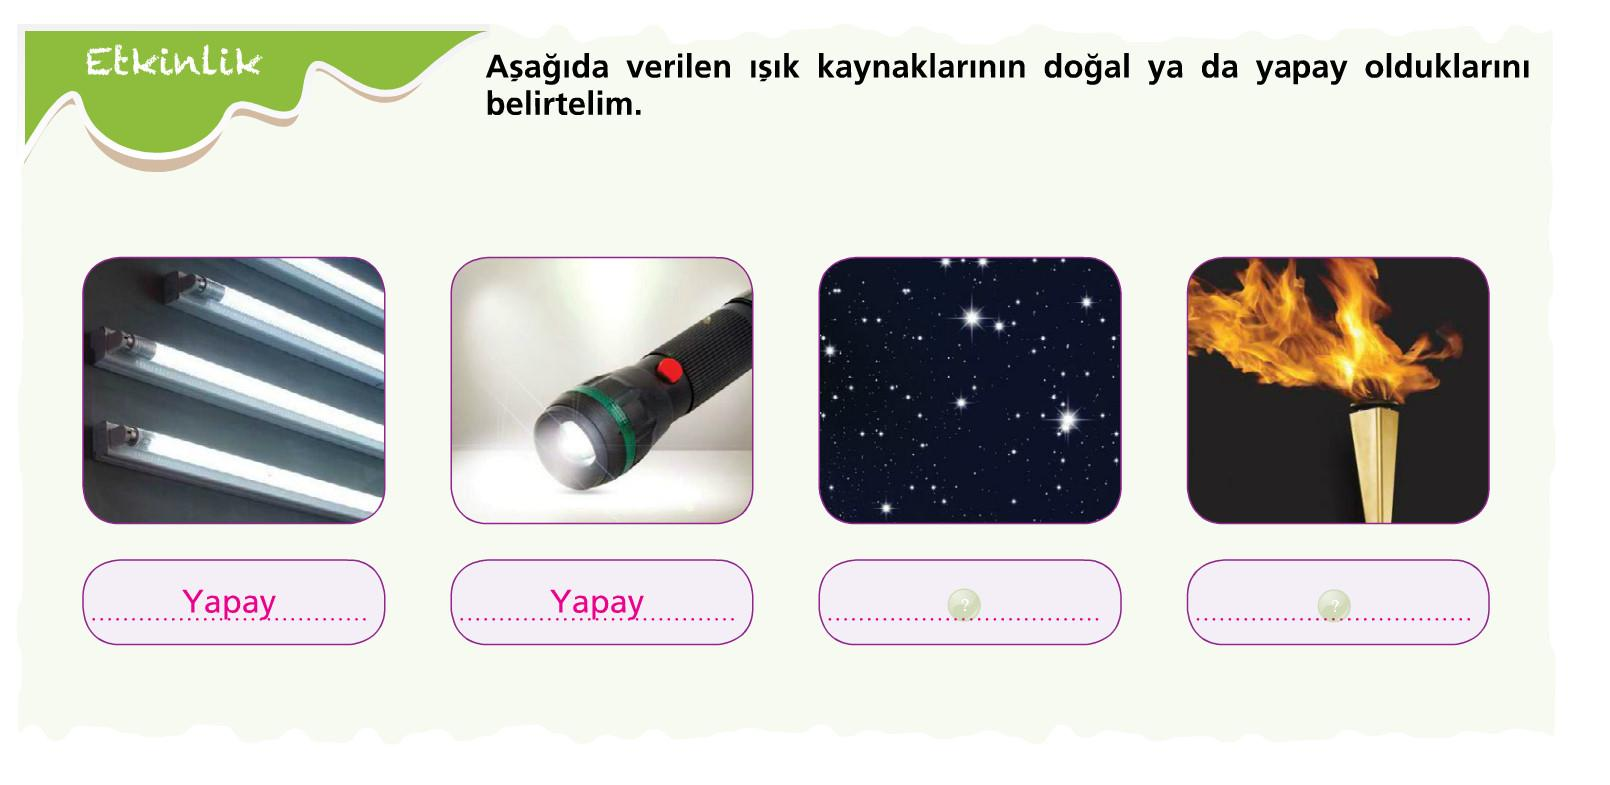 Etkinlik
Aşağıda verilen ışık kaynaklarının doğal ya da yapay olduklarını
belirtelim.
Yapay
Yapay
?
?